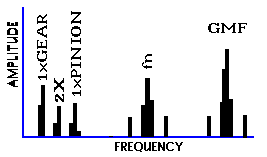 AMPLITUDE
1xGEAR
2X
1xPINION
fn
GMF
FREQUENCY